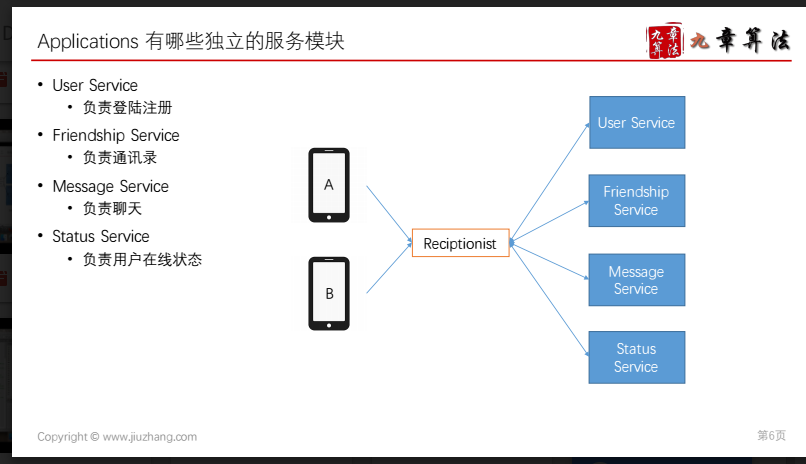 Applications 有哪些独立的服务模块
九章算法
九章算法
• User Service
• 负责登陆注册
• Friendship Service
• 负责通讯录
• Message Service
• 负责聊天
• Status Service
• 负责用户在线状态
A
B
Reciptionist
User Service
Friendship
Service
Message
Service
Status
Service
Copyright © www.jiuzhang.com
第6页